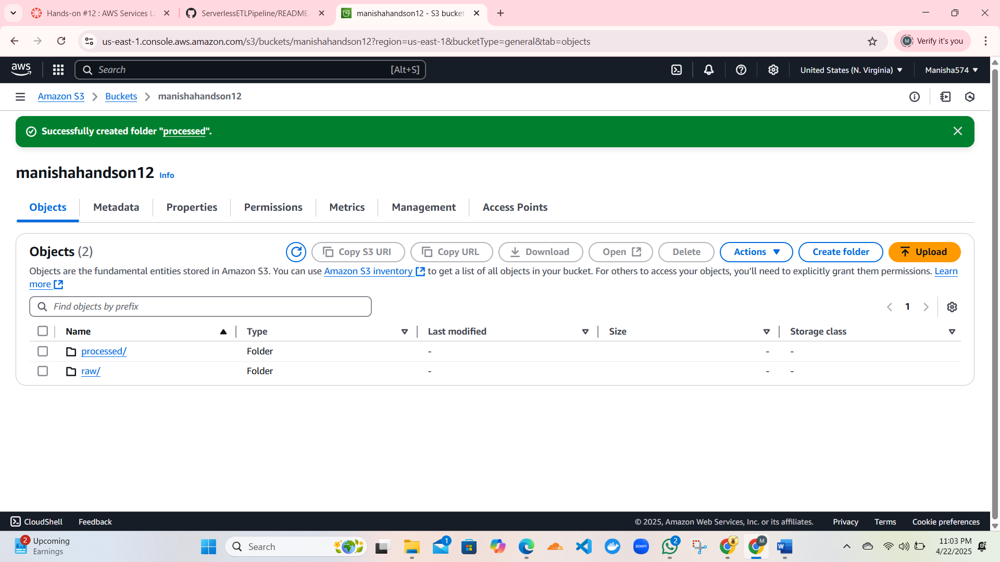 Hands-on #12 : AWS Services La
ServerlessETLPipeline/README.
manishahandson12 - S3 bucket
us-east-1.console.aws.amazon.com/s3/buckets/manishahandson12?region=us-east-1&bucketType=general&tab=objects
M
Verify it's you
aws
Search
[Alt+S]
United States (N. Virginia)
Manisha574
Amazon S3
Buckets
manishahandson12
Successfully created folder "processed".
manishahandson12 Info
Objects
Metadata
Properties
Permissions
Metrics
Management
Access Points
Objects (2)
Copy S3 URI
Copy URL
Download
Open
Delete
Actions
Create folder
Upload
Objects are the fundamental entities stored in Amazon S3. You can use Amazon S3 inventory to get a list of all objects in your bucket. For others to access your objects, you'll need to explicitly grant them permissions. Learn
more
Find objects by prefix
1
Name Type Last modified Size Storage class
processed/ Folder - - -
raw/ Folder - - -
CloudShell
Feedback
© 2025, Amazon Web Services, Inc. or its affiliates.
Privacy
Terms
Cookie preferences
2
Upcoming
Earnings
Search
1
zoom
2
M
W
11:03 PM
4/22/2025